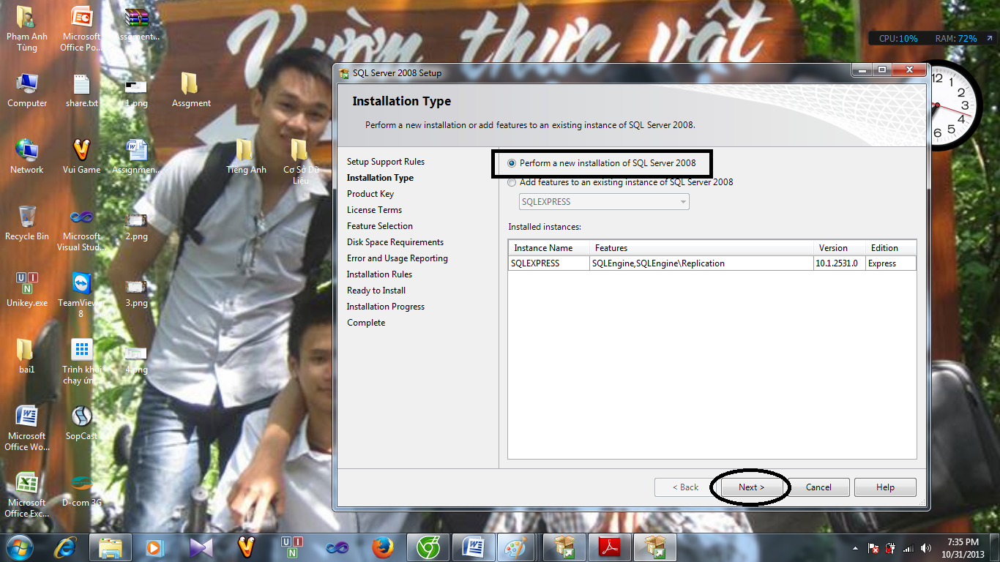 Vườn thực vật
Phạm Anh
Tùng
Microsoft
Office Po...
CPU:10%
RAM: 72%
Computer
share.txt
1.png
Assgment
Network
Vui Game
Assignmen...
Tiếng Anh
Cơ Sở Dữ
Liệu
Recycle Bin
Microsoft
Visual Stud...
2.png
Unikey.exe
TeamViewer
8
3.png
bai1
Trình khởi
chạy ứn...
4.png
Microsoft
Office Wo...
SopCast
Microsoft
Office Exc...
D-com 3G
SQL Server 2008 Setup
Installation Type
Perform a new installation or add features to an existing instance of SQL Server 2008.
Setup Support Rules
Installation Type
Product Key
License Terms
Feature Selection
Disk Space Requirements
Error and Usage Reporting
Installation Rules
Ready to Install
Installation Progress
Complete
Perform a new installation of SQL Server 2008
Add features to an existing instance of SQL Server 2008
SQLEXPRESS
Installed instances:
Instance Name Features Version Edition
SQLEXPRESS SQLEngine,SQLEngine\Replication 10.1.2531.0 Express
< Back Next > Cancel Help
12
1
2
3
4
5
6
U I
N
7:35 PM
10/31/2013